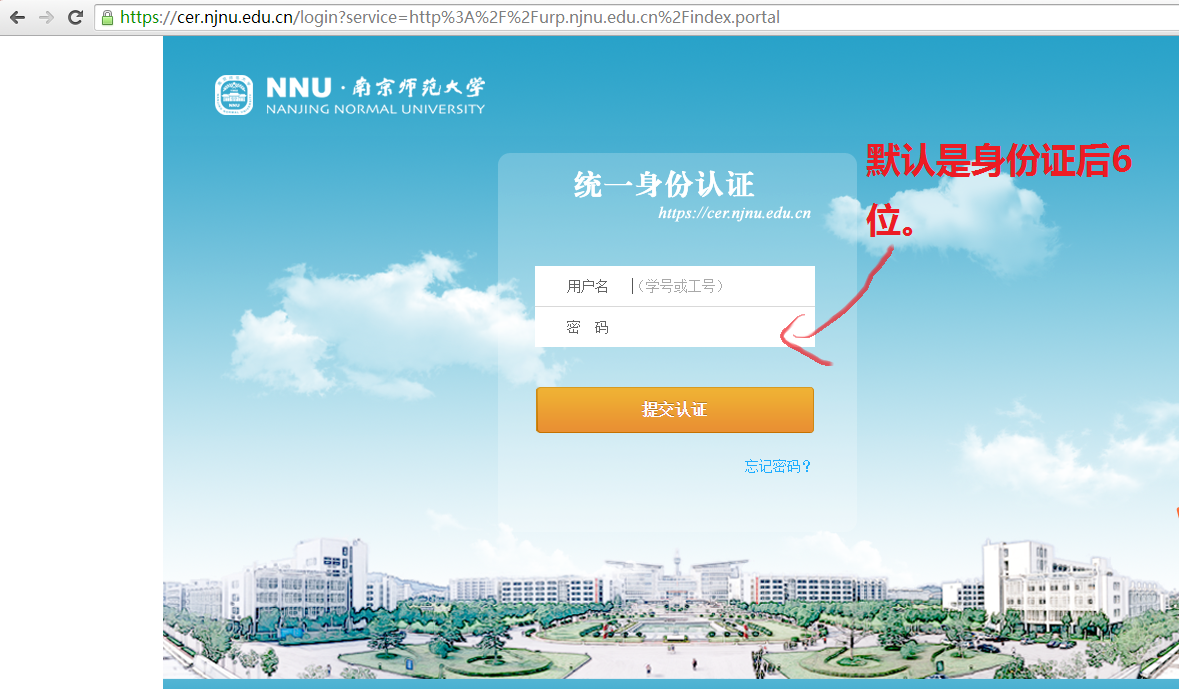 https://cer.njnu.edu.cn/login?service=http%3A%2F%2Furp.njnu.edu.cn%2Findex.portal
NNU·南京师范大学
NANJING NORMAL UNIVERSITY
默认是身份证后6
位。
统一身份认证
https://cer.njnu.edu.cn
用户名 (学号或工号)
密 码
提交认证
忘记密码?